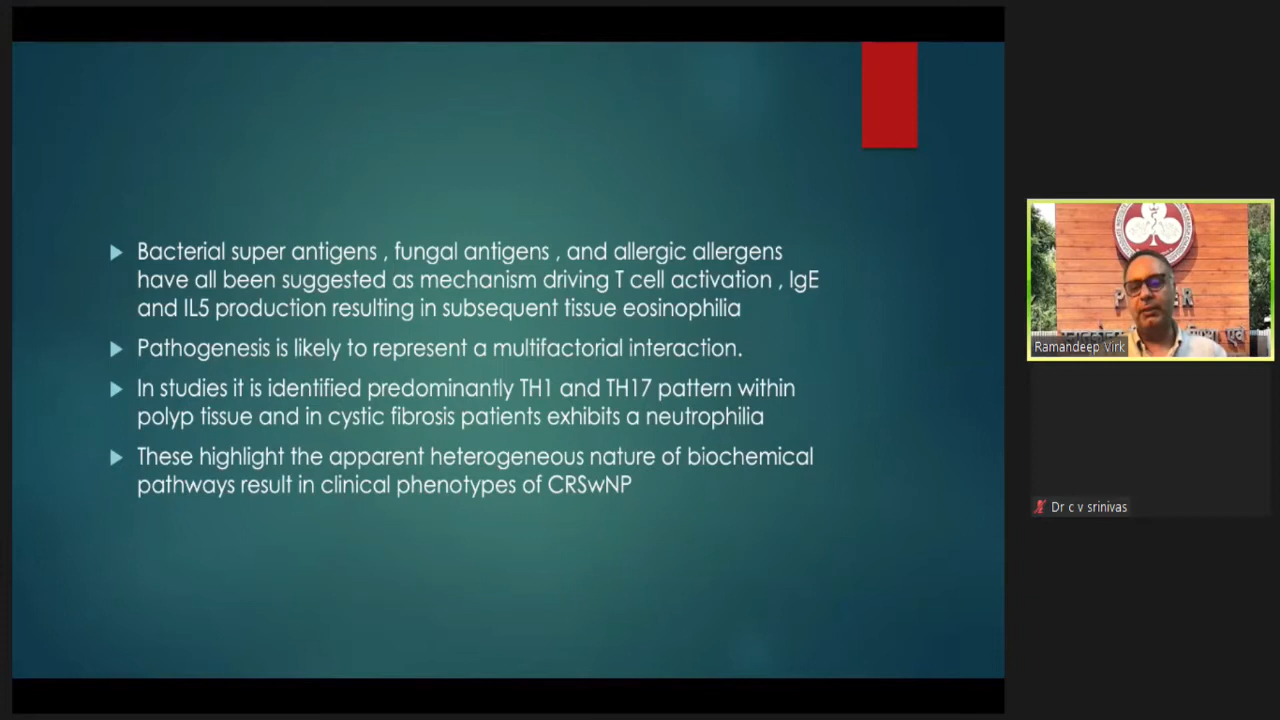 Bacterial super antigens , fungal antigens , and allergic allergens
have all been suggested as mechanism driving T cell activation , IgE
and IL5 production resulting in subsequent tissue eosinophilia
Pathogenesis is likely to represent a multifactorial interaction.
In studies it is identified predominantly TH1 and TH17 pattern within
polyp tissue and in cystic fibrosis patients exhibits a neutrophilia
These highlight the apparent heterogeneous nature of biochemical
pathways result in clinical phenotypes of CRSwNP
Ramandeep Virk
Dr c v srinivas